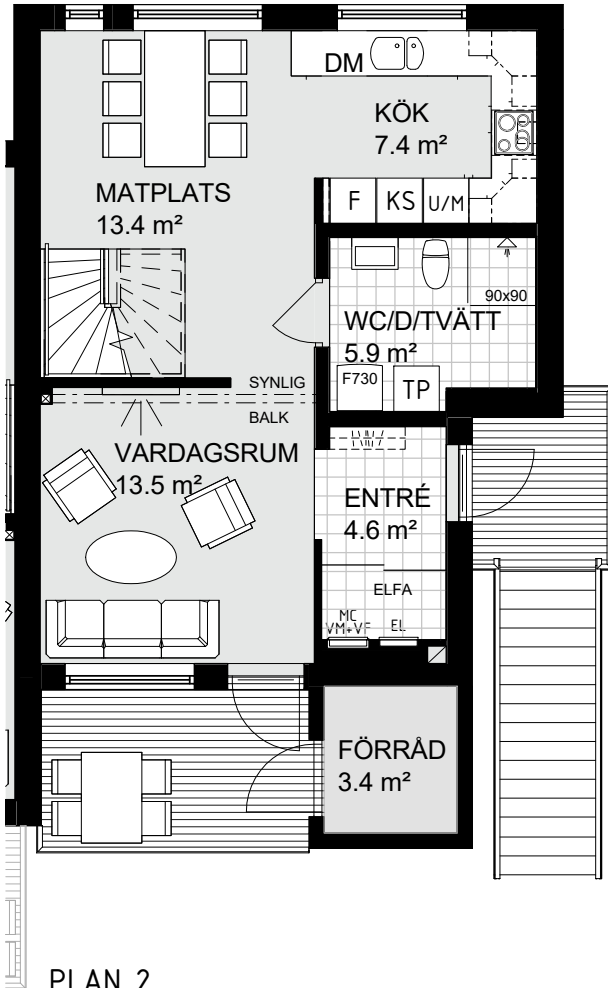 DM
KÖK
7.4 m²
F
KS
U/M
MATPLATS
13.4 m²
90x90
WC/D/TVÄTT
5.9 m²
F730
TP
SYNLIG
BALK
VARDAGSRUM
13.5 m²
ENTRÉ
4.6 m²
ELFA
MC
VM+VF
EL
FÖRRÅD
3.4 m²
PLAN 2